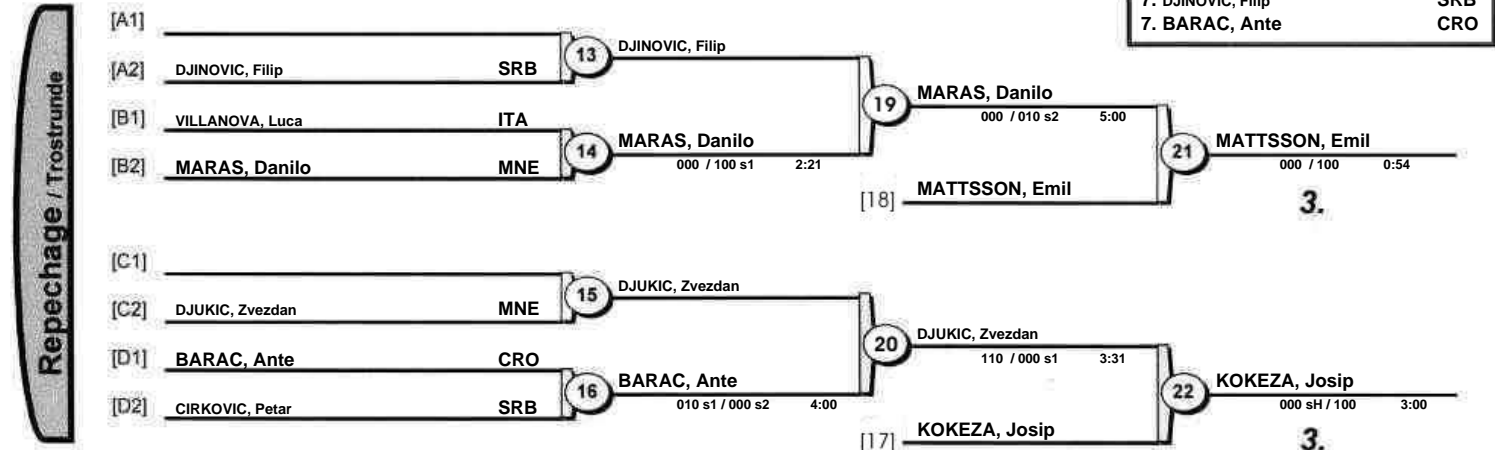 7. DJINOVIC, Filip SRB
7. BARAC, Ante CRO
Repechage / Trostrunde
[A1]
[A2] DJINOVIC, Filip SRB
13 DJINOVIC, Filip
[B1] VILLANOVA, Luca ITA
[B2] MARAS, Danilo MNE
14 MARAS, Danilo
000 / 100 s1 2:21
19 MARAS, Danilo
000 / 010 s2 5:00
[18] MATTSSON, Emil
21 MATTSSON, Emil
000 / 100 0:54
3.
[C1]
[C2] DJUKIC, Zvezdan MNE
15 DJUKIC, Zvezdan
[D1] BARAC, Ante CRO
[D2] CIRKOVIC, Petar SRB
16 BARAC, Ante
010 s1 / 000 s2 4:00
20 DJUKIC, Zvezdan
110 / 000 s1 3:31
[17] KOKEZA, Josip
22 KOKEZA, Josip
000 sH / 100 3:00
3.